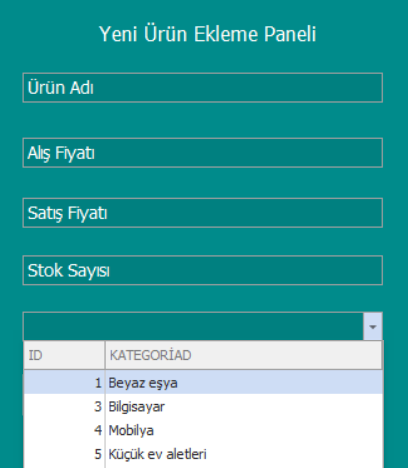 Yeni Ürün Ekleme Paneli
Ürün Adı
Alış Fiyatı
Satış Fiyatı
Stok Sayısı
ID KATEGORİAD
1 Beyaz eşya
3 Bilgisayar
4 Mobilya
5 Küçük ev aletleri